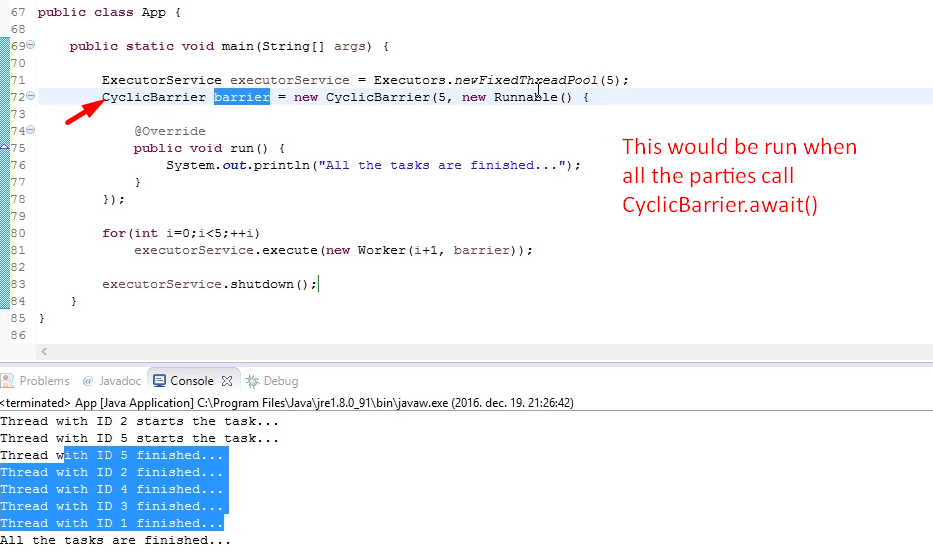 67 public class App {
68
69 public static void main(String[] args) {
70
71 ExecutorService executorService = Executors.newFixedThreadPool(5);
72 CyclicBarrier barrier = new CyclicBarrier(5, new Runnable() {
73
74 @Override
75 public void run() {
76 System.out.println("All the tasks are finished...");
77 }
78 });
79
80 for(int i=0;i<5;++i)
81 executorService.execute(new Worker(i+1, barrier));
82
83 executorService.shutdown();
84 }
85 }
86
This would be run when
all the parties call
CyclicBarrier.await()
Problems @ Javadoc Console Debug
<terminated> App [Java Application] C:\Program Files\Java\jre1.8.0_91\bin\javaw.exe (2016. dec. 19. 21:26:42)
Thread with ID 2 starts the task...
Thread with ID 5 starts the task...
Thread with ID 5 finished...
Thread with ID 2 finished...
Thread with ID 4 finished...
Thread with ID 3 finished...
Thread with ID 1 finished...
All the tasks are finished...